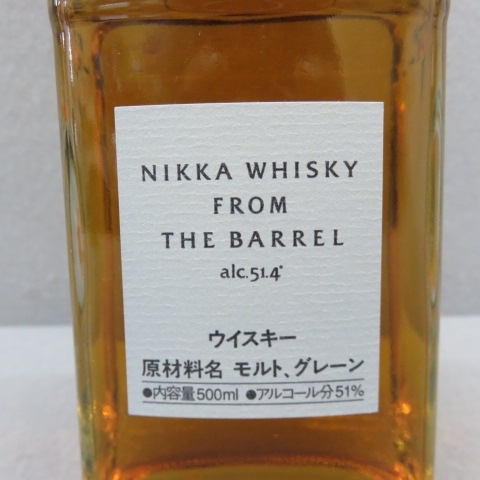 NIKKA WHISKY
FROM
THE BARREL
alc.51.4°
ウイスキー
原材料名 モルト、グレーン
●内容量500ml ●アルコール分51%